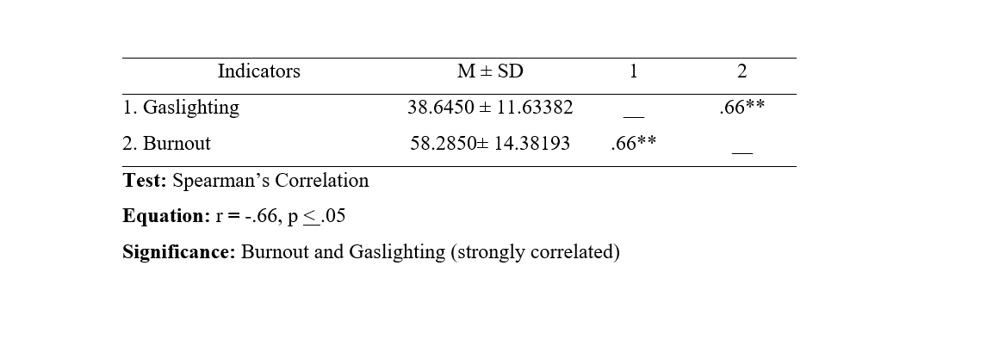 Indicators M ± SD 1 2
1. Gaslighting 38.6450 ± 11.63382 __ .66**
2. Burnout 58.2850± 14.38193 .66** __
Test: Spearman’s Correlation
Equation: r = -.66, p < .05
Significance: Burnout and Gaslighting (strongly correlated)